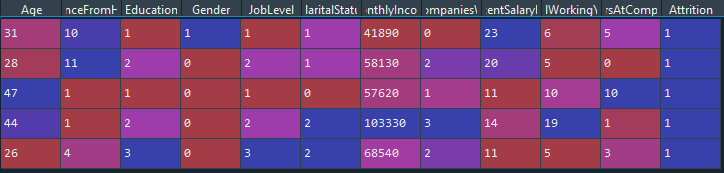 Age nceFromH Education Gender JobLevel laritalStatu onthlyInco ompaniesW entSalaryH lWorkingY rsAtComp Attrition
31 10 1 1 1 1 41890 0 23 6 5 1
28 11 2 0 2 1 58130 2 20 5 0 1
47 1 1 0 1 0 57620 1 11 10 10 1
44 1 2 0 2 2 103330 3 14 19 1 1
26 4 3 0 3 2 68540 2 11 5 3 1